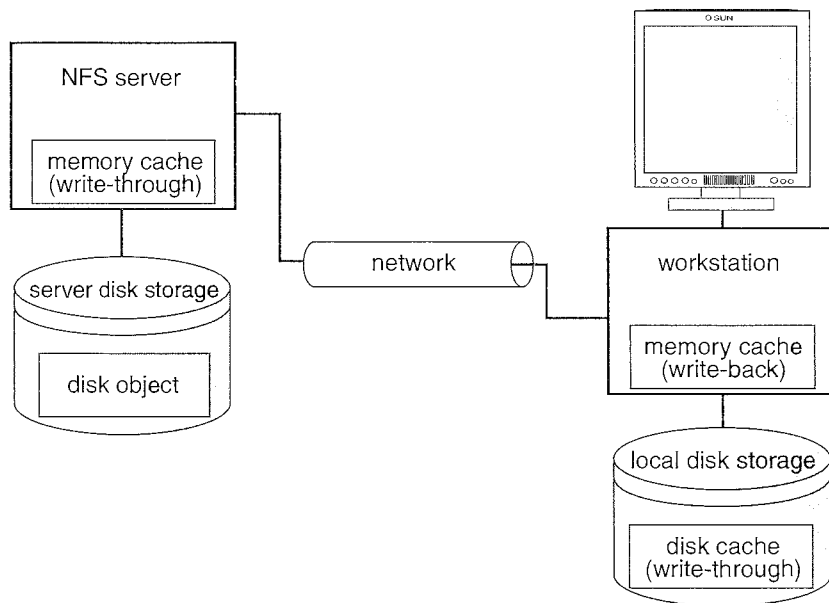 SUN
NFS server
memory cache
(write-through)
network
workstation
server disk storage
memory cache
(write-back)
disk object
local disk storage
disk cache
(write-through)